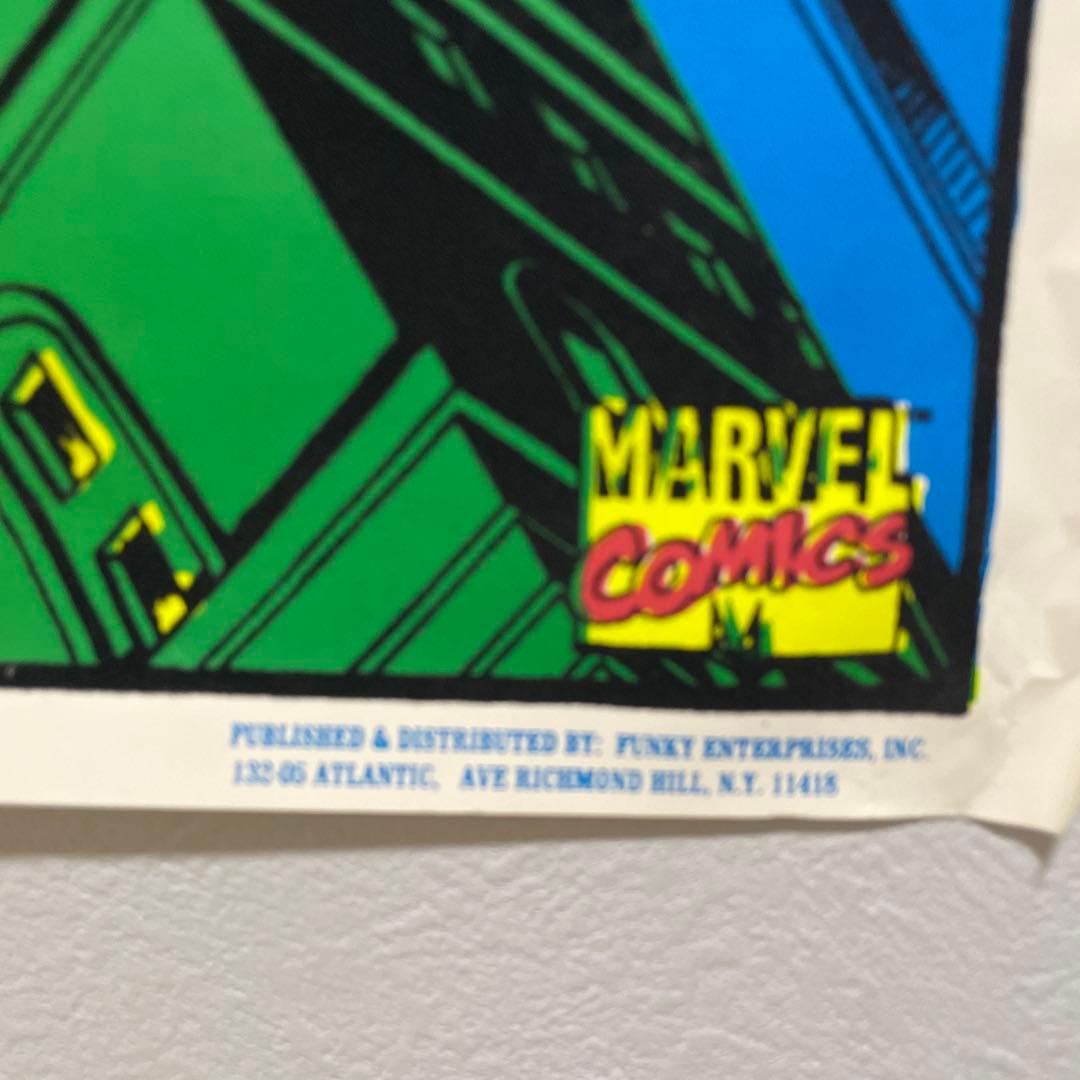 MARVEL
COMICS
PUBLISHED & DISTRIBUTED BY: FUNKY ENTERPRISES, INC.
132-05 ATLANTIC, AVE RICHMOND HILL, N.Y. 11418